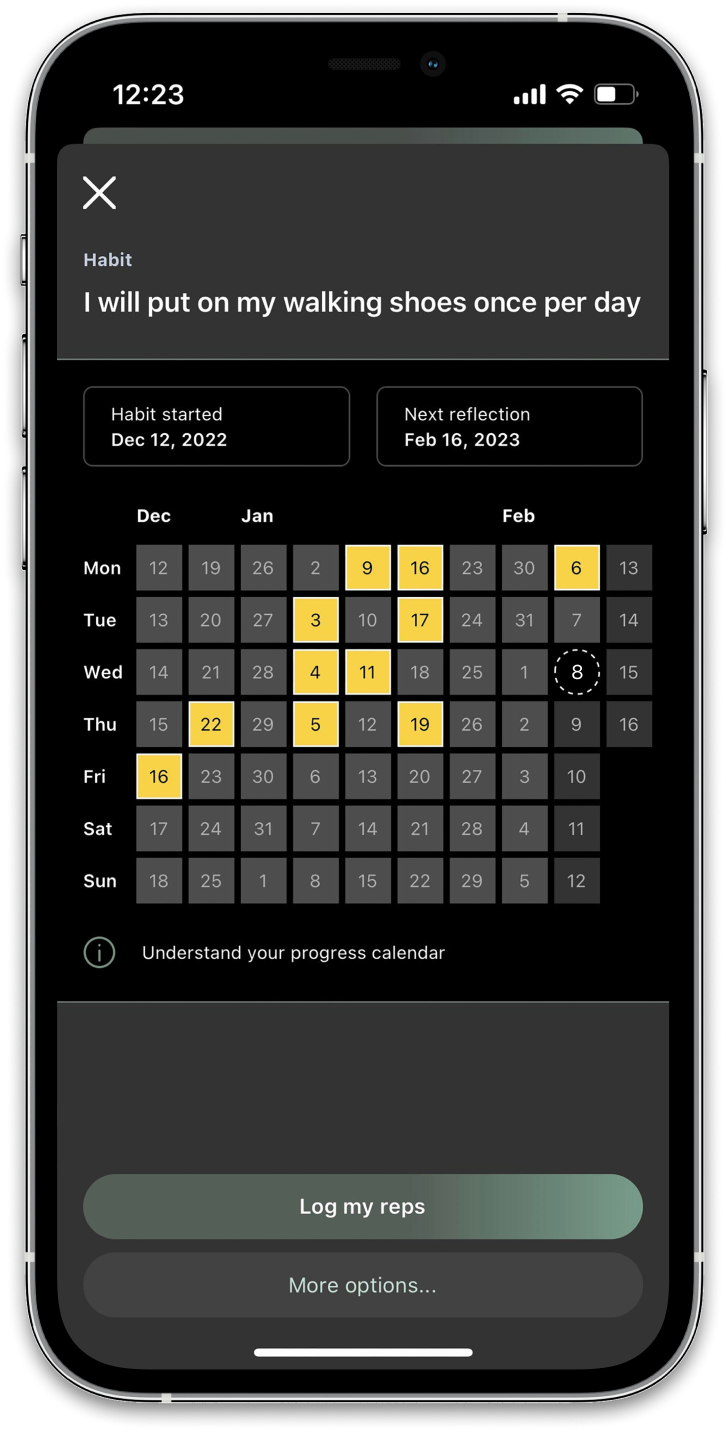 12:23
Habit
I will put on my walking shoes once per day
Habit started
Dec 12, 2022
Next reflection
Feb 16, 2023
Dec Jan Feb
Mon 12 19 26 2 9 16 23 30 6 13
Tue 13 20 27 3 10 17 24 31 7 14
Wed 14 21 28 4 11 18 25 1 8 15
Thu 15 22 29 5 12 19 26 2 9 16
Fri 16 23 30 6 13 20 27 3 10
Sat 17 24 31 7 14 21 28 4 11
Sun 18 25 1 8 15 22 29 5 12
Understand your progress calendar
Log my reps
More options...